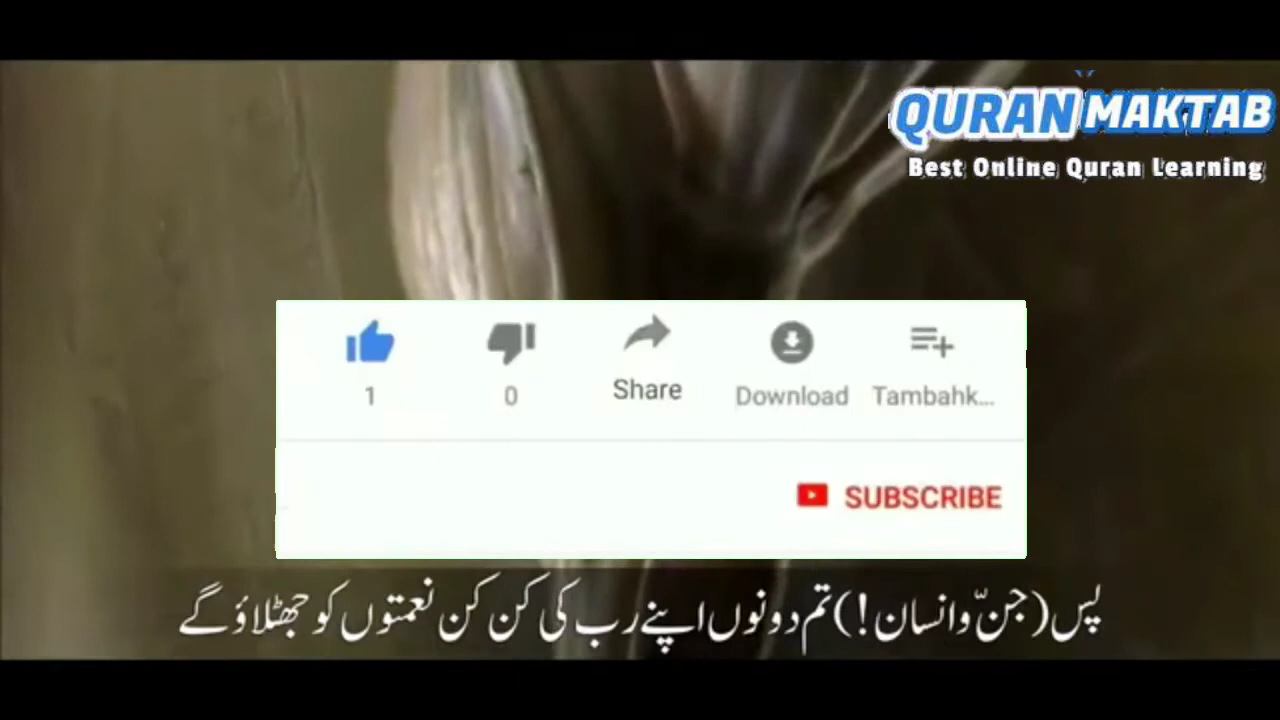 QURAN MAKTAB
Best Online Quran Learning
1 0 Share Download Tambahk...
SUBSCRIBE
پس (جنّ وانسان!) تم دونوں اپنے رب کی کن کن نعمتوں کو جھٹلاؤ گے